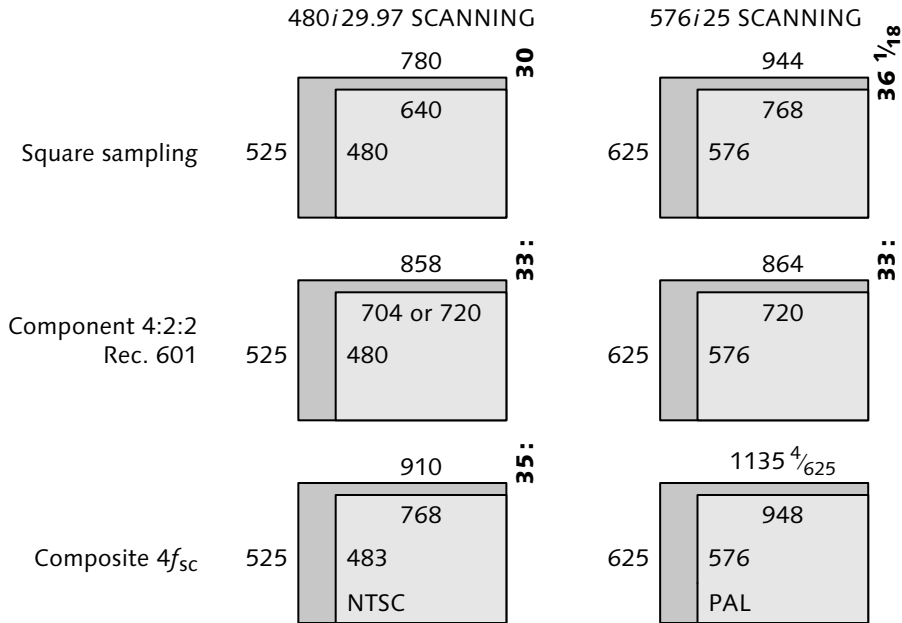 480i29.97 SCANNING 576i25 SCANNING
780 30 944 36 1/18
640 768
Square sampling 525 480 625 576
858 33: 864 33:
704 or 720 720
Component 4:2:2
Rec. 601 525 480 625 576
910 35: 1135 4/625
768 948
Composite 4fsc 525 483 625 576
NTSC PAL